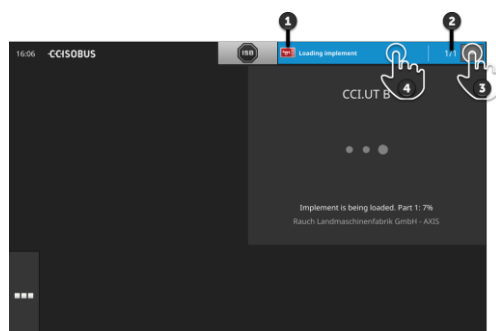 1
2
16:06
CCISOBUS
ISB
Loading implement
1/1
4
3
CCI.UT B
Implement is being loaded. Part 1: 7%
Rauch Landmaschinenfabrik GmbH - AXIS